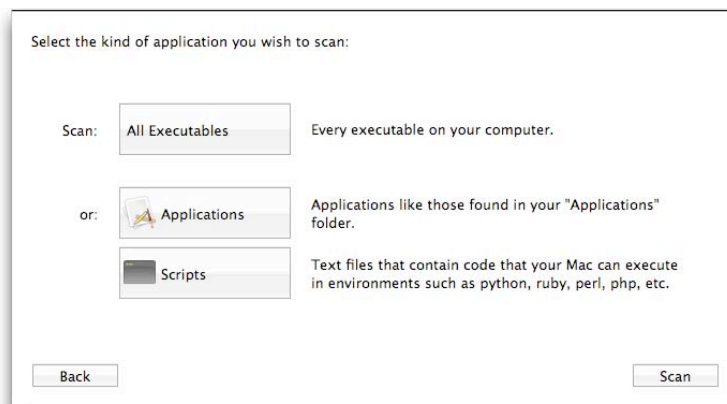 Select the kind of application you wish to scan:
Scan:
All Executables
Every executable on your computer.
or:
Applications
Applications like those found in your "Applications"
folder.
Scripts
Text files that contain code that your Mac can execute
in environments such as python, ruby, perl, php, etc.
Back
Scan